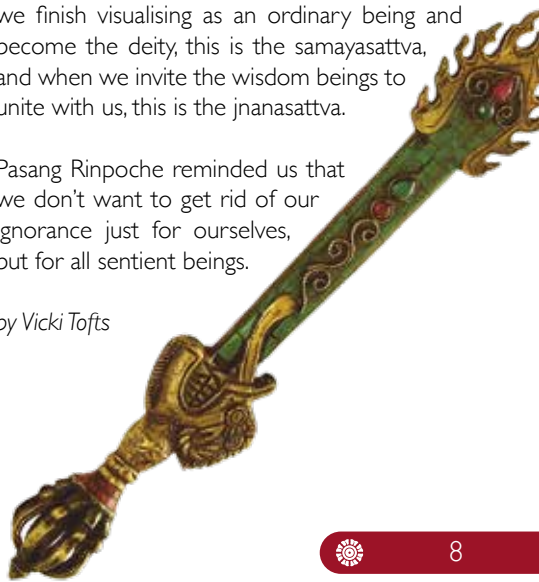 we finish visualising as an ordinary being and
become the deity, this is the samayasattva,
and when we invite the wisdom beings to
unite with us, this is the jnanasattva.
Pasang Rinpoche reminded us that
we don't want to get rid of our
ignorance just for ourselves,
but for all sentient beings.
by Vicki Tofts
8